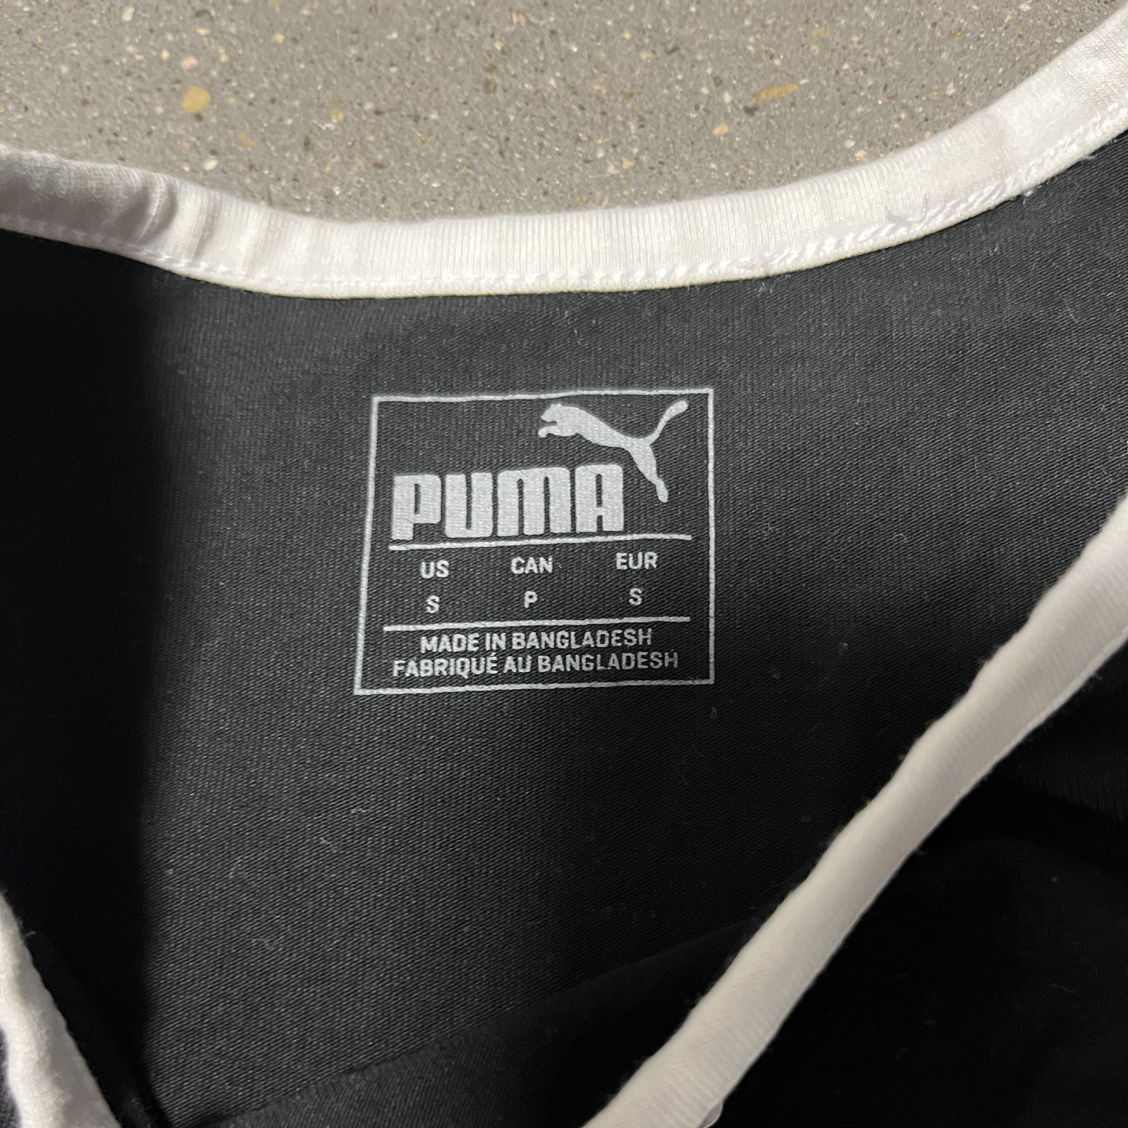 PUMA
US CAN EUR
S P S
MADE IN BANGLADESH
FABRIQUÉ AU BANGLADESH